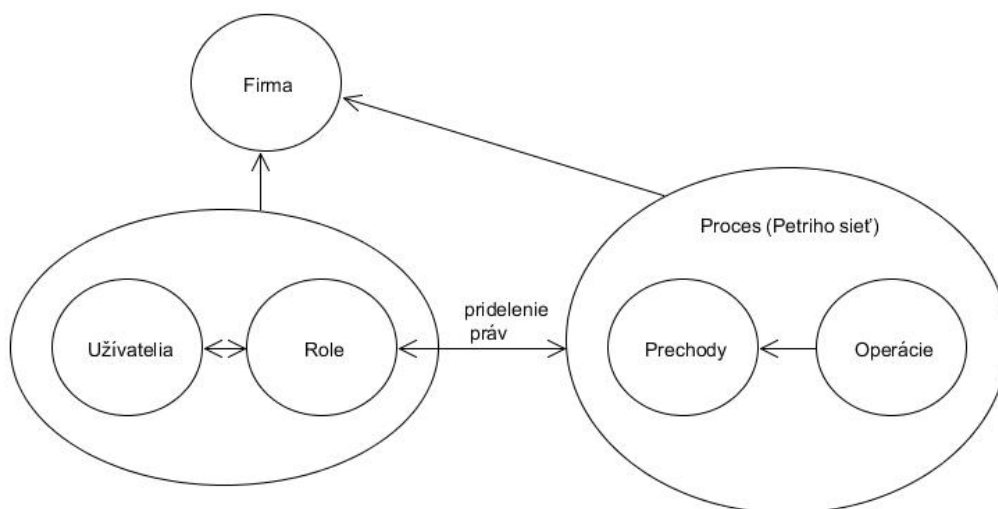 Firma
Proces (Petriho sieť)
pridelenie
práv
Užívatelia
Role
Prechody
Operácie